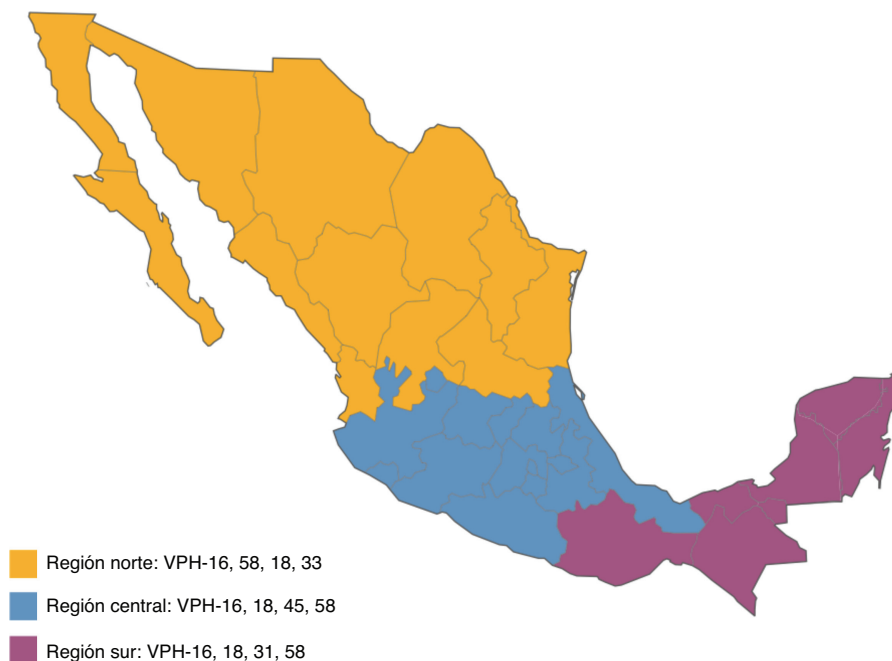 Región norte: VPH-16, 58, 18, 33
Región central: VPH-16, 18, 45, 58
Región sur: VPH-16, 18, 31, 58